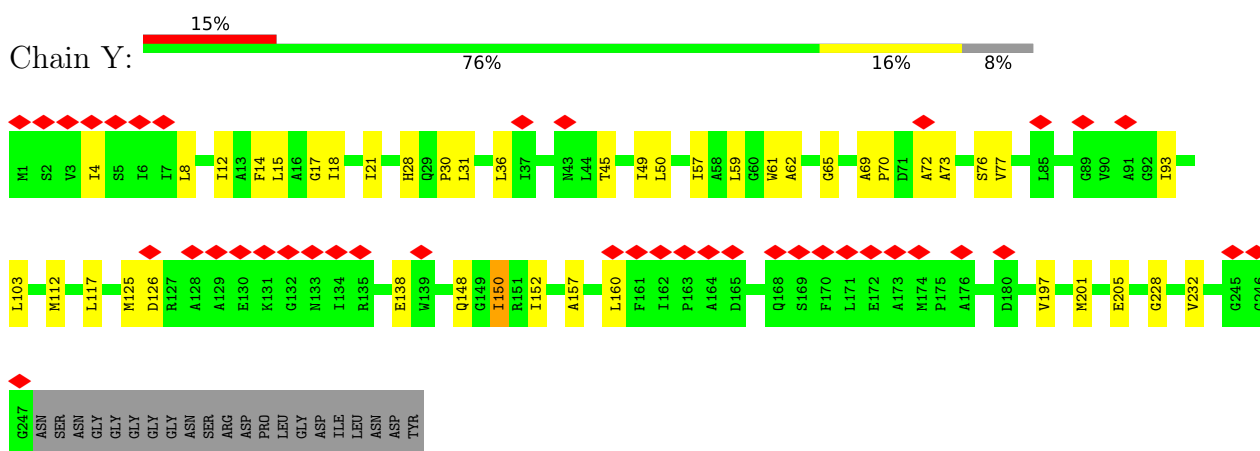 15%
Chain Y:
76% 16% 8%
M1 S2 V3 I4 S5 I6 I7 L8 I12 A13 F14 L15 A16 G17 I18 I21 H28 Q29 P30 L31 L36 I37 N43 L44 T45 I49 L50 I57 A58 L59 G60 W61 A62 G65 A69 P70 D71 A72 A73 S76 V77 L85 G89 V90 A91 G92 I93
L103 M112 L117 M125 D126 R127 A128 A129 E130 K131 G132 N133 I134 R135 E138 W139 Q148 G149 I150 R151 I152 A157 L160 F161 I162 P163 A164 D165 Q168 S169 F170 L171 E172 A173 M174 P175 A176 D180 V197 M201 E205 G228 V232 G245 G246
G247 ASN SER ASN GLY GLY GLY GLY GLY ASN SER ARG ASP PRO LEU GLY ASP ILE LEU ASN ASP TYR